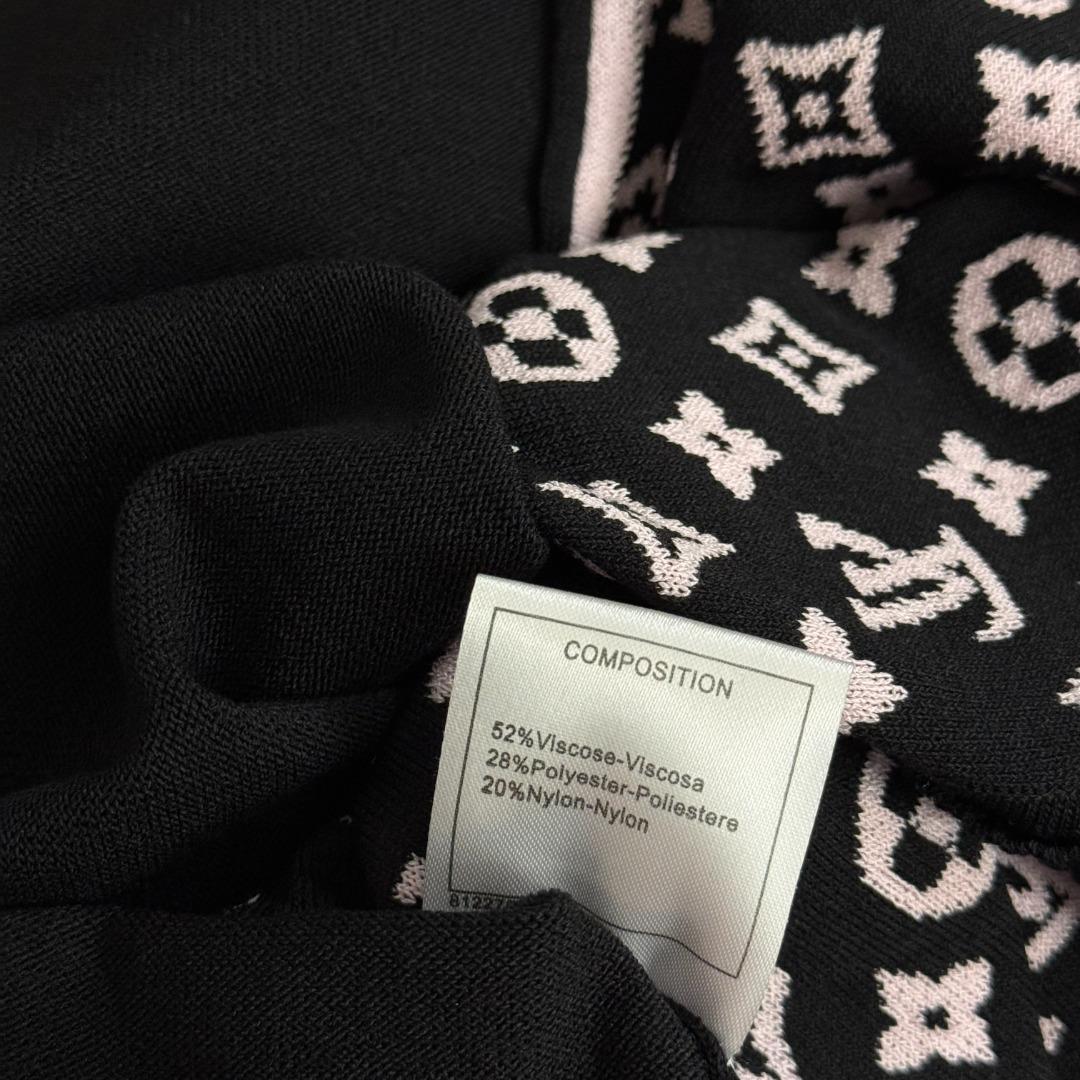 COMPOSITION
52%Viscose-Viscosa
28%Polyester-Poliestere
20%Nylon-Nylon